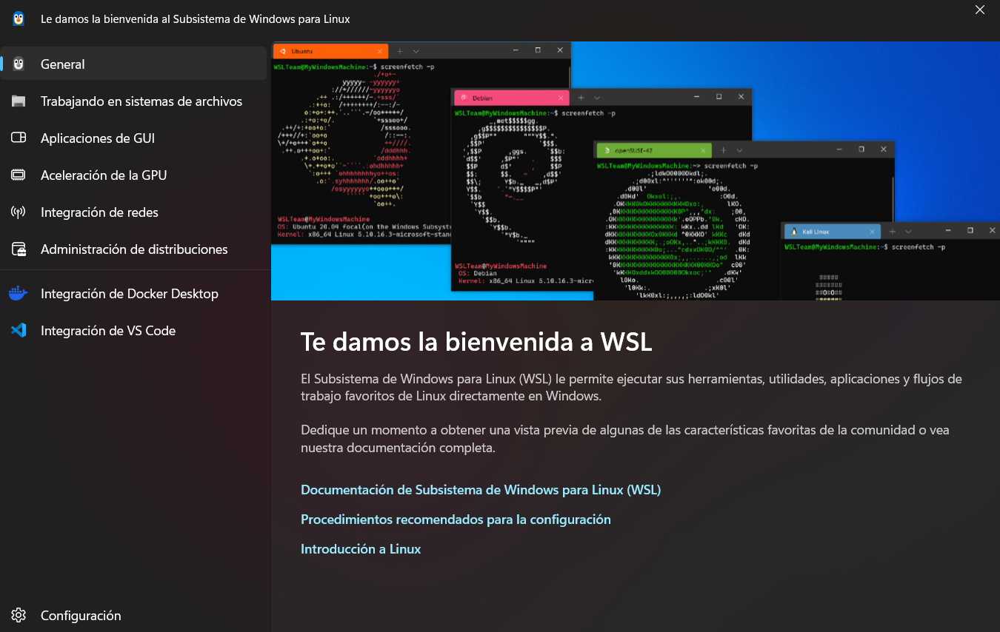 Le damos la bienvenida al Subsistema de Windows para Linux
General
Trabajando en sistemas de archivos
Aplicaciones de GUI
Aceleración de la GPU
Integración de redes
Administración de distribuciones
Integración de Docker Desktop
Integración de VS Code
Configuración
Ubuntu
WSLTeam@MyWindowsMachine:~$ screenfetch -p
WSLTeam@MyWindowsMachine
OS: Ubuntu 20.04 focal(on the Windows Subsyste
Kernel: x86_64 Linux 5.10.16.3-microsoft-stan
Debian
WSLTeam@MyWindowsMachine:~$ screenfetch -p
WSLTeam@MyWindowsMachine
OS: Debian
Kernel: x86_64 Linux 5.10.16.3-micr
openSUSE-42
WSLTeam@MyWindowsMachine:~> screenfetch -p
Kali Linux
WSLTeam@MyWindowsMachine:~$ screenfetch -p
Te damos la bienvenida a WSL
El Subsistema de Windows para Linux (WSL) le permite ejecutar sus herramientas, utilidades, aplicaciones y flujos de
trabajo favoritos de Linux directamente en Windows.
Dedique un momento a obtener una vista previa de algunas de las características favoritas de la comunidad o vea
nuestra documentación completa.
Documentación de Subsistema de Windows para Linux (WSL)
Procedimientos recomendados para la configuración
Introducción a Linux